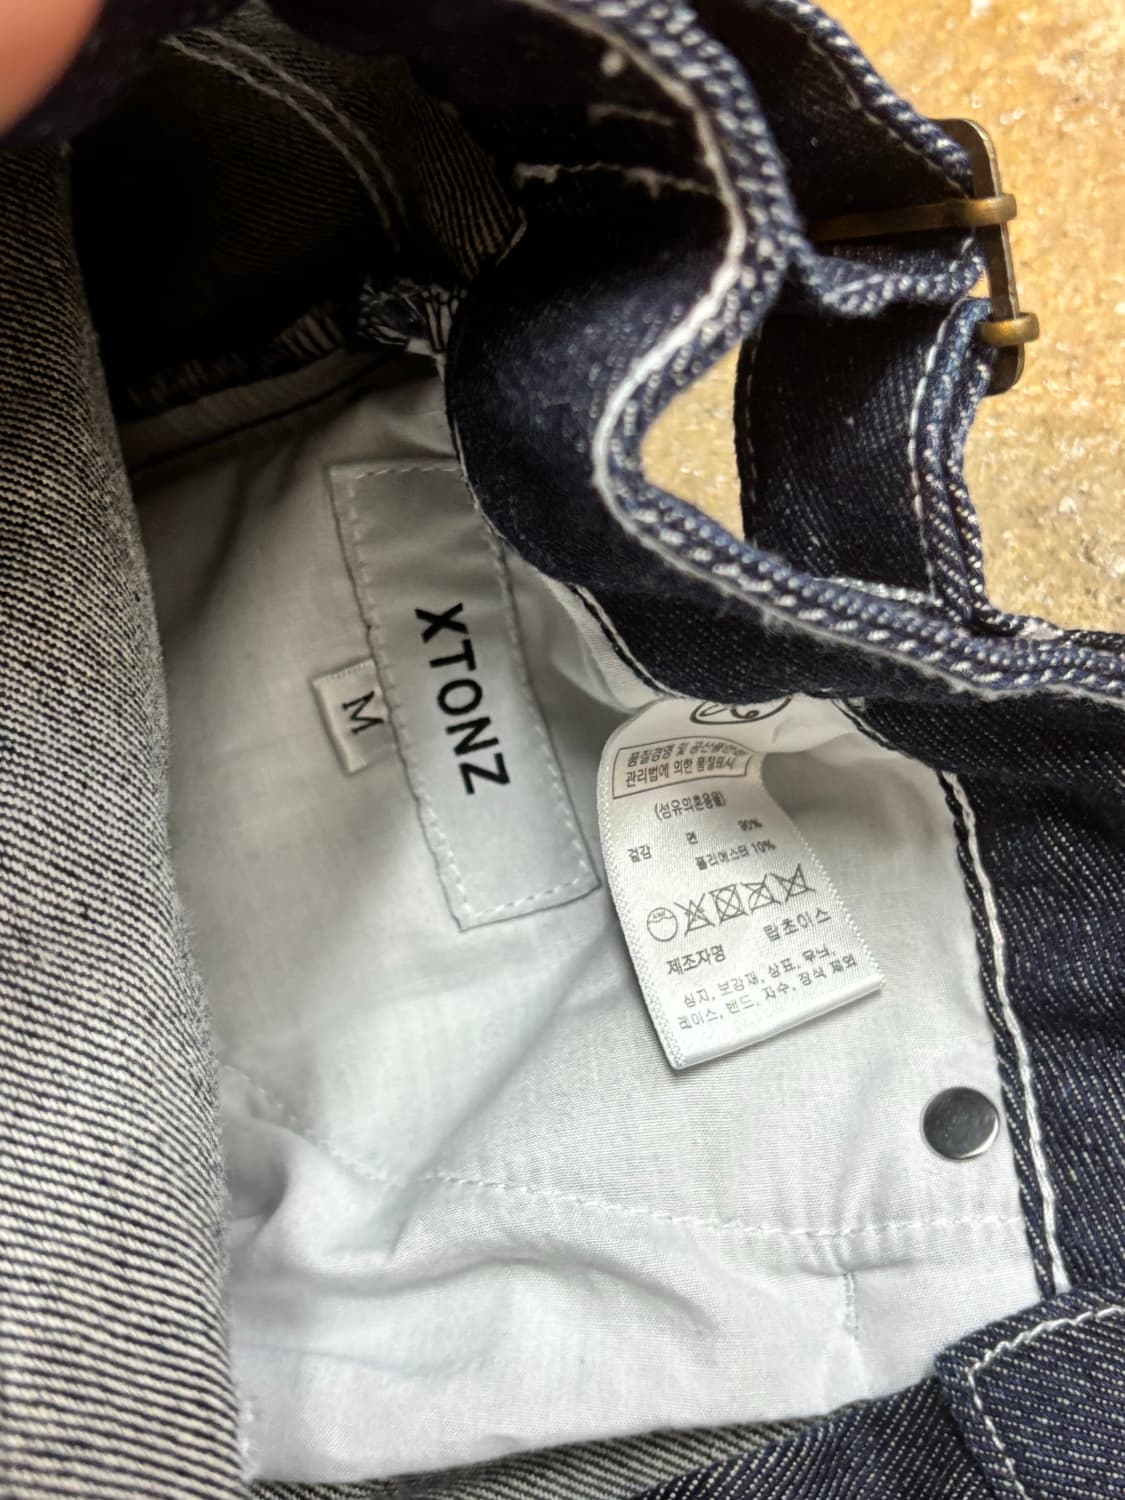 XTONZ
M
품질경영 및 공산품안전
관리법에 의한 품질표시
(섬유의혼용율)
겉감 면 90%
폴리에스터 10%
제조자명 탑초이스
심지, 보강재, 상표, 무늬,
레이스, 밴드, 자수, 장식 제외